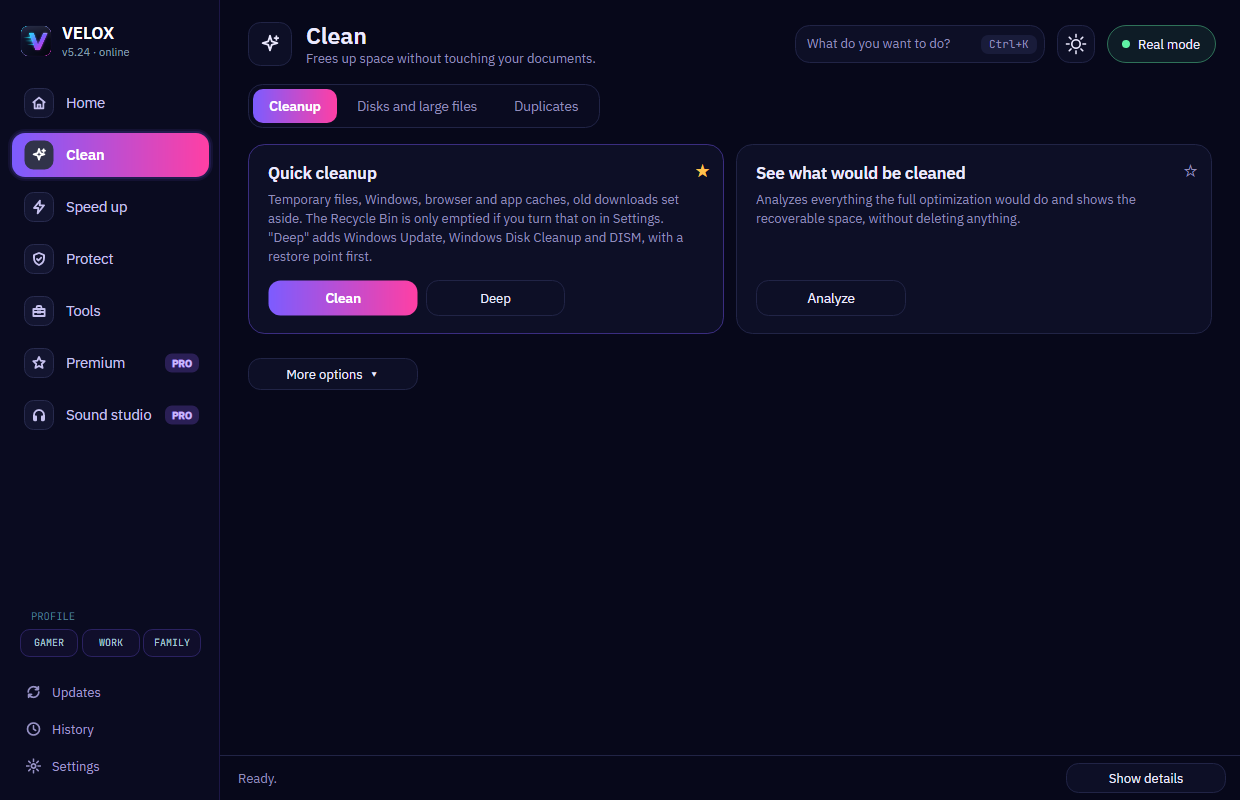 VELOX
v5.24 · online
Home
Clean
Speed up
Protect
Tools
Premium PRO
Sound studio PRO
PROFILE
GAMER WORK FAMILY
Updates
History
Settings
Clean
Frees up space without touching your documents.
What do you want to do? Ctrl+K
Real mode
Cleanup Disks and large files Duplicates
Quick cleanup
Temporary files, Windows, browser and app caches, old downloads set
aside. The Recycle Bin is only emptied if you turn that on in Settings.
"Deep" adds Windows Update, Windows Disk Cleanup and DISM, with a
restore point first.
Clean Deep
See what would be cleaned
Analyzes everything the full optimization would do and shows the
recoverable space, without deleting anything.
Analyze
More options
Ready.
Show details